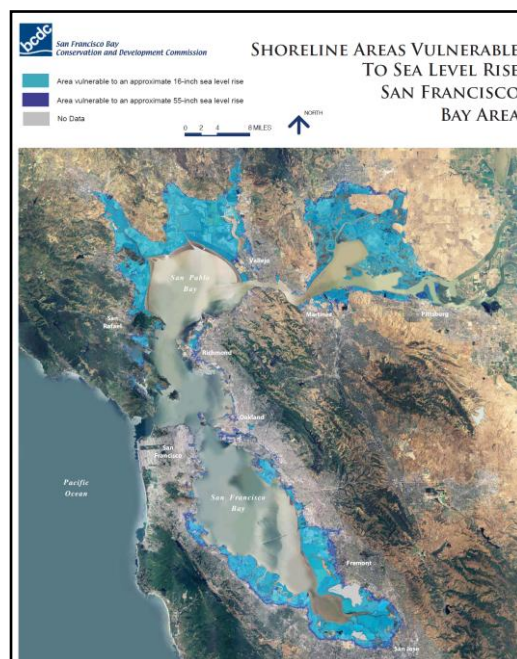 bcdc
San Francisco Bay
Conservation and Development Commission
SHORELINE AREAS VULNERABLE
TO SEA LEVEL RISE
SAN FRANCISCO
BAY AREA
Area vulnerable to an approximate 16-inch sea level rise
Area vulnerable to an approximate 55-inch sea level rise
No Data
0 2 4 8 MILES
NORTH
Vallejo
San Pablo
Bay
Martinez
Pittsburg
San
Rafael
Richmond
Oakland
San
Francisco
Pacific
Ocean
San Francisco
Bay
Fremont
San Jose